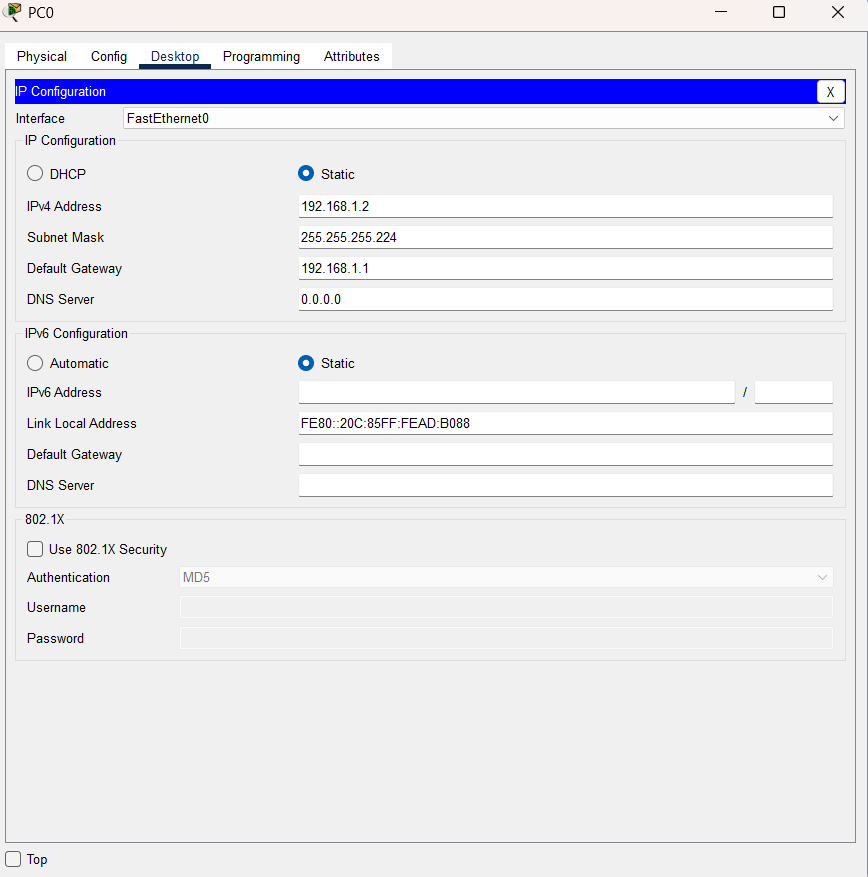 PC0
Physical Config Desktop Programming Attributes
IP Configuration X
Interface FastEthernet0
IP Configuration
DHCP Static
IPv4 Address 192.168.1.2
Subnet Mask 255.255.255.224
Default Gateway 192.168.1.1
DNS Server 0.0.0.0
IPv6 Configuration
Automatic Static
IPv6 Address /
Link Local Address FE80::20C:85FF:FEAD:B088
Default Gateway
DNS Server
802.1X
Use 802.1X Security
Authentication MD5
Username
Password
Top